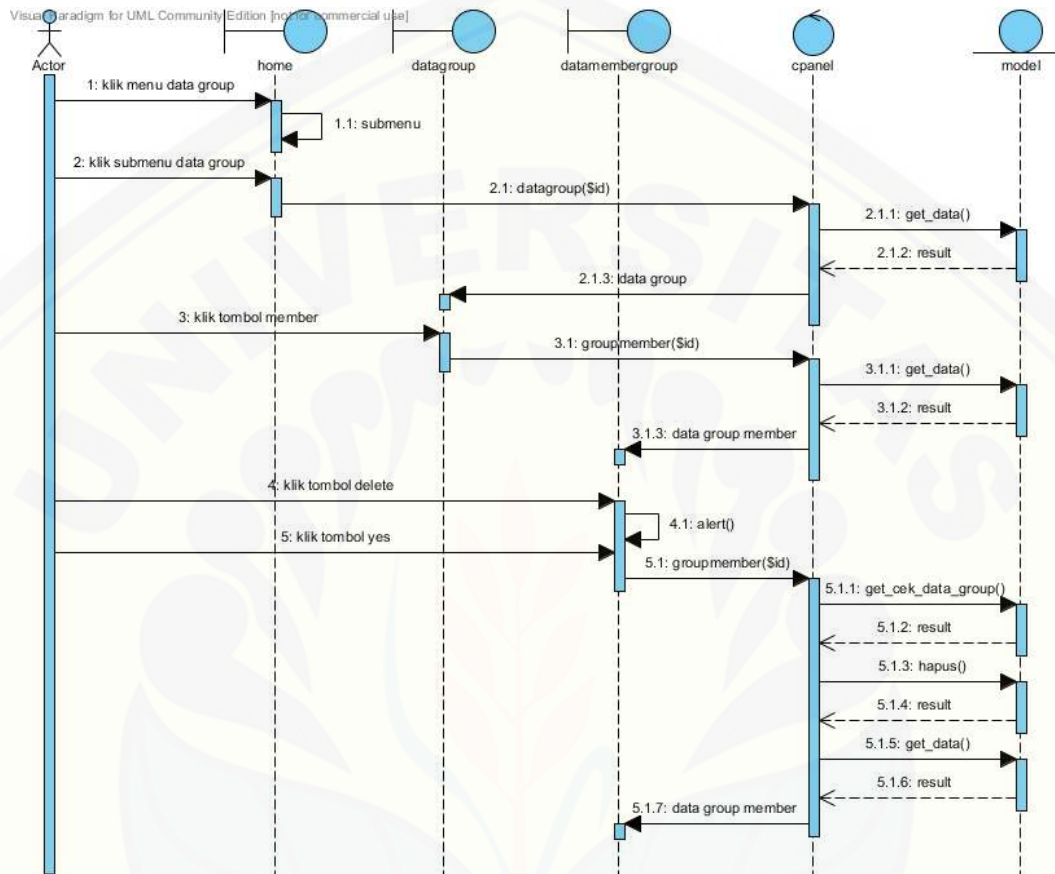 Visual Paradigm for UML Community Edition [not for commercial use]
Actor
home
datagroup
datamembergroup
cpanel
model
1: klik menu data group
1.1: submenu
2: klik submenu data group
2.1: datagroup($id)
2.1.1: get_data()
2.1.2: result
2.1.3: data group
3: klik tombol member
3.1: groupmember($id)
3.1.1: get_data()
3.1.2: result
3.1.3: data group member
4: klik tombol delete
4.1: alert()
5: klik tombol yes
5.1: groupmember($id)
5.1.1: get_cek_data_group()
5.1.2: result
5.1.3: hapus()
5.1.4: result
5.1.5: get_data()
5.1.6: result
5.1.7: data group member
UNIVERSITAS